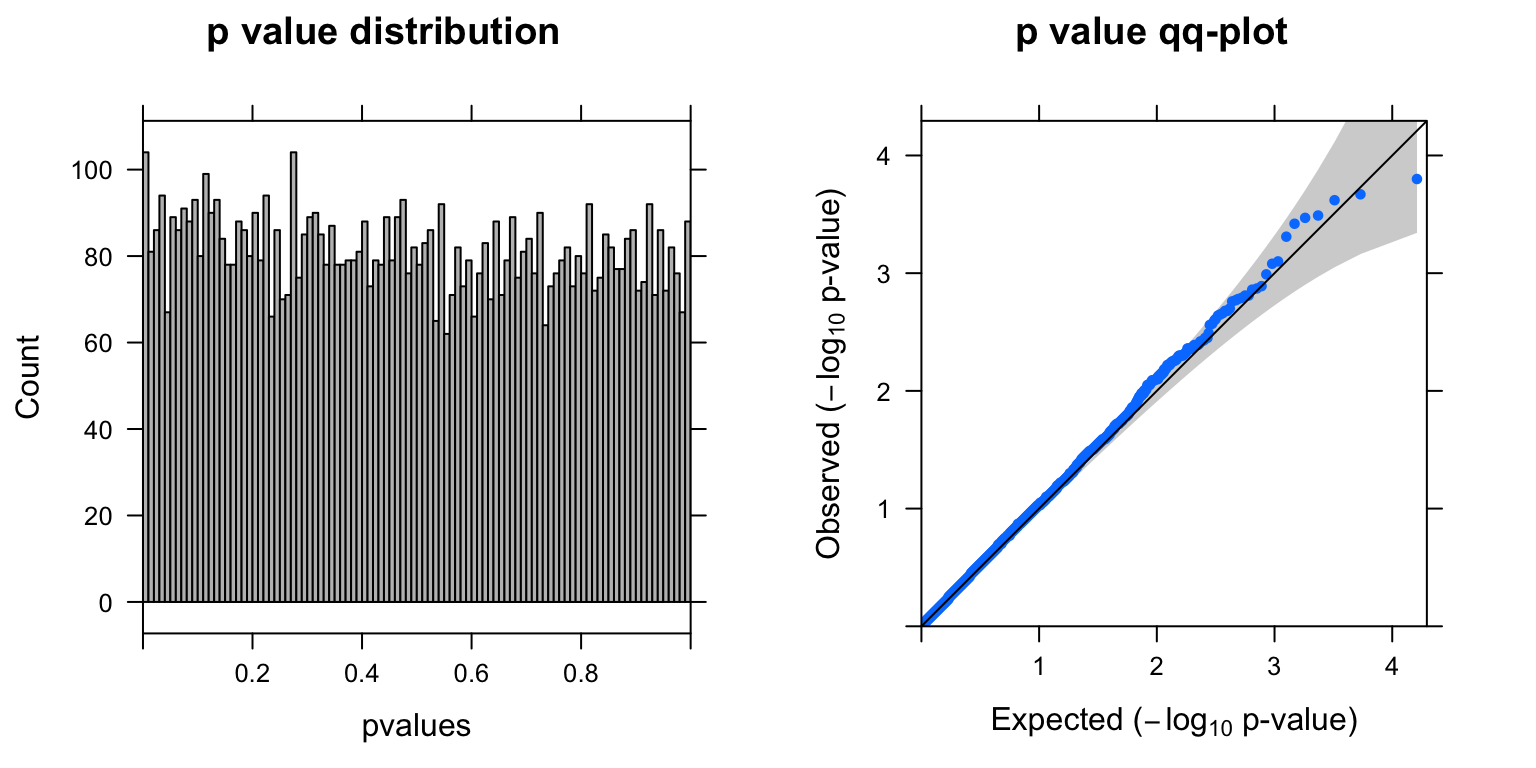 p value distribution
Count
100
80
60
40
20
0
0.2 0.4 0.6 0.8
pvalues
p value qq-plot
Observed (−log10 p-value)
4
3
2
1
1 2 3 4
Expected (−log10 p-value)